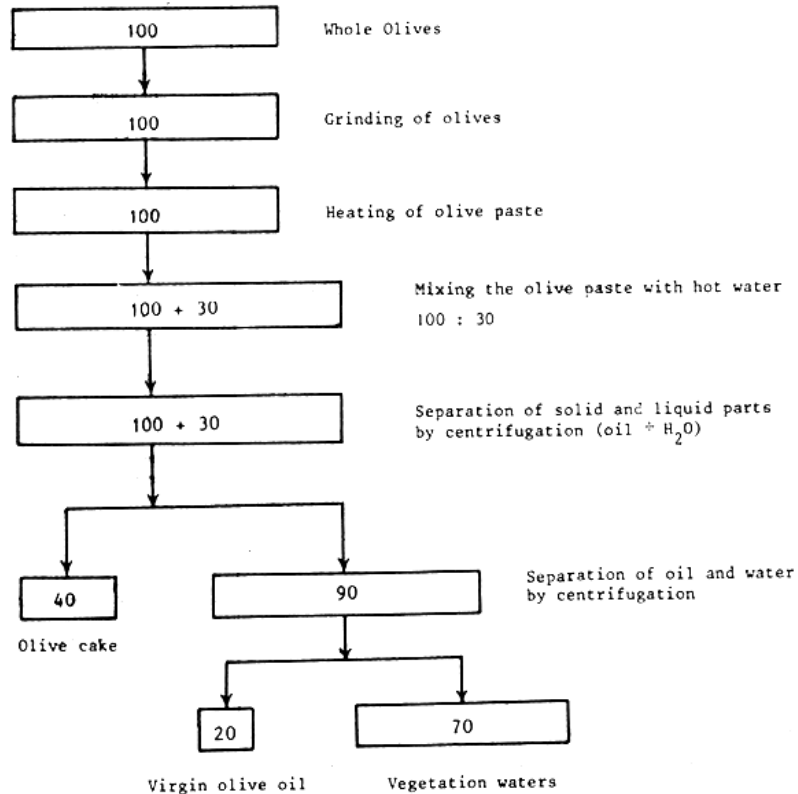 100
Whole Olives
100
Grinding of olives
100
Heating of olive paste
100 + 30
Mixing the olive paste with hot water
100 : 30
100 + 30
Separation of solid and liquid parts
by centrifugation (oil ÷ H₂O)
40
Olive cake
90
Separation of oil and water
by centrifugation
20
Virgin olive oil
70
Vegetation waters